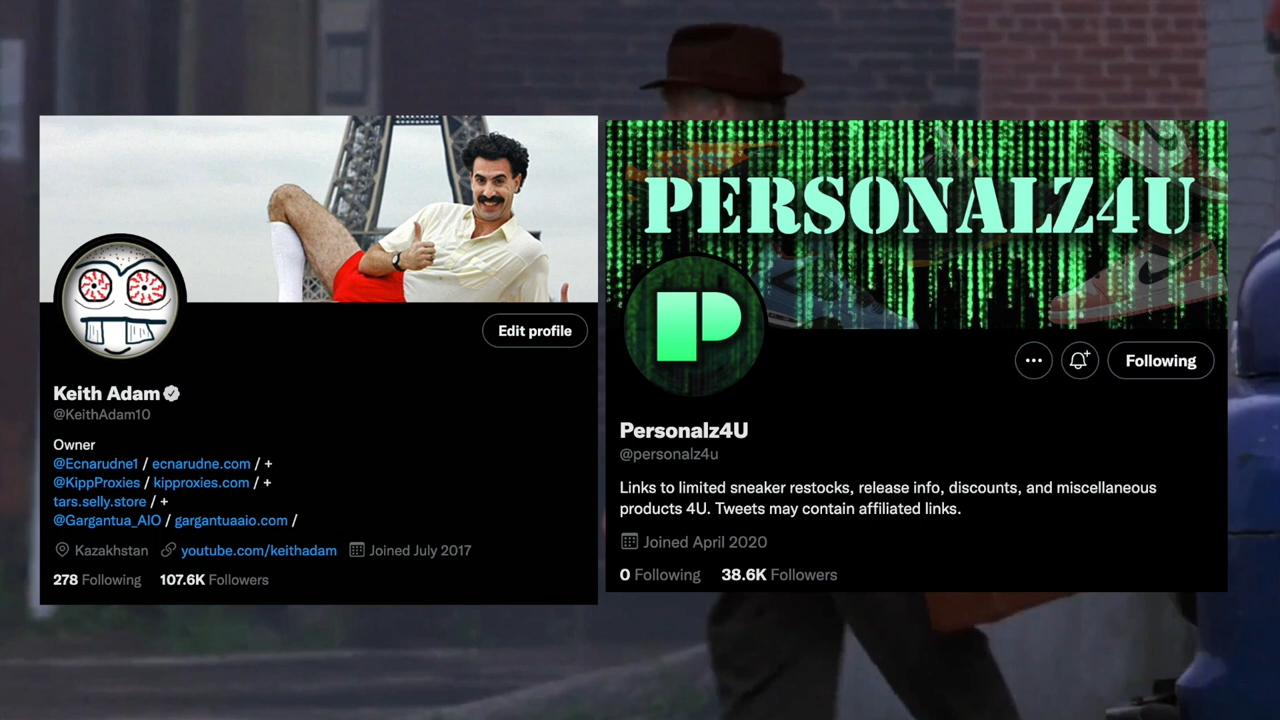 Edit profile
Keith Adam
@KeithAdam10
Owner
@Ecnarudne1 / ecnarudne.com / +
@KippProxies / kipproxies.com / +
tars.selly.store / +
@Gargantua_AIO / gargantuaaio.com /
Kazakhstan youtube.com/keithadam Joined July 2017
278 Following 107.6K Followers
PERSONALZ4U
P
Following
Personalz4U
@personalz4u
Links to limited sneaker restocks, release info, discounts, and miscellaneous
products 4U. Tweets may contain affiliated links.
Joined April 2020
0 Following 38.6K Followers